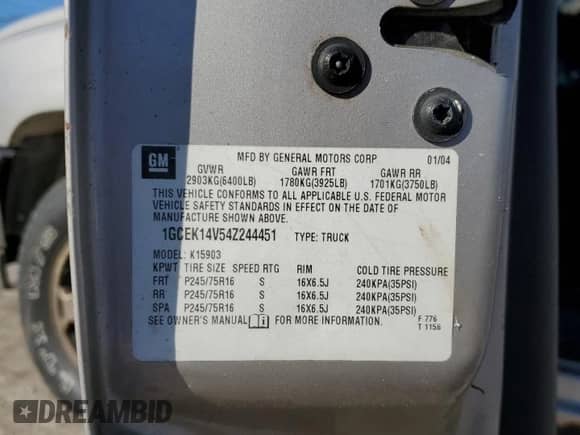 GM
MFD BY GENERAL MOTORS CORP 01/04
GVWR GAWR FRT GAWR RR
2903KG(6400LB) 1780KG(3925LB) 1701KG(3750LB)
THIS VEHICLE CONFORMS TO ALL APPLICABLE U.S. FEDERAL MOTOR
VEHICLE SAFETY STANDARDS IN EFFECT ON THE DATE OF
MANUFACTURE SHOWN ABOVE.
1GCEK14V54Z244451 TYPE: TRUCK
MODEL: K15903
KPWT TIRE SIZE SPEED RTG RIM COLD TIRE PRESSURE
FRT P245/75R16 S 16X6.5J 240KPA(35PSI)
RR P245/75R16 S 16X6.5J 240KPA(35PSI)
SPA P245/75R16 S 16X6.5J 240KPA(35PSI)
SEE OWNER'S MANUAL i FOR MORE INFORMATION.
F 776
T 1156
DREAMBID